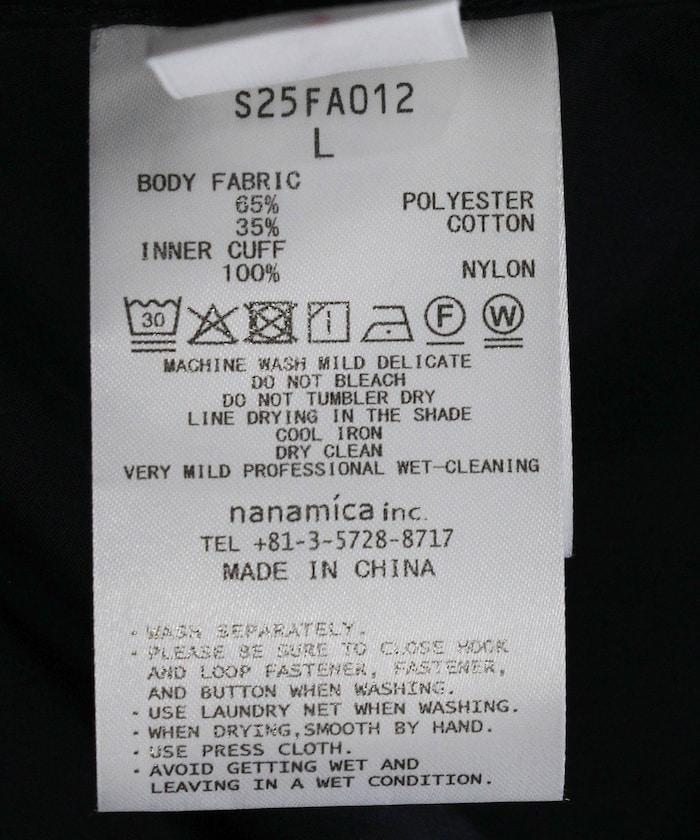 S25FA012
L
BODY FABRIC
65% POLYESTER
35% COTTON
INNER CUFF
100% NYLON
30 F W
MACHINE WASH MILD DELICATE
DO NOT BLEACH
DO NOT TUMBLER DRY
LINE DRYING IN THE SHADE
COOL IRON
DRY CLEAN
VERY MILD PROFESSIONAL WET-CLEANING
nanamíca inc.
TEL +81-3-5728-8717
MADE IN CHINA
・WASH SEPARATELY.
・PLEASE BE SURE TO CLOSE HOOK
AND LOOP FASTENER, FASTENER,
AND BUTTON WHEN WASHING.
・USE LAUNDRY NET WHEN WASHING.
・WHEN DRYING,SMOOTH BY HAND.
・USE PRESS CLOTH.
・AVOID GETTING WET AND
LEAVING IN A WET CONDITION.